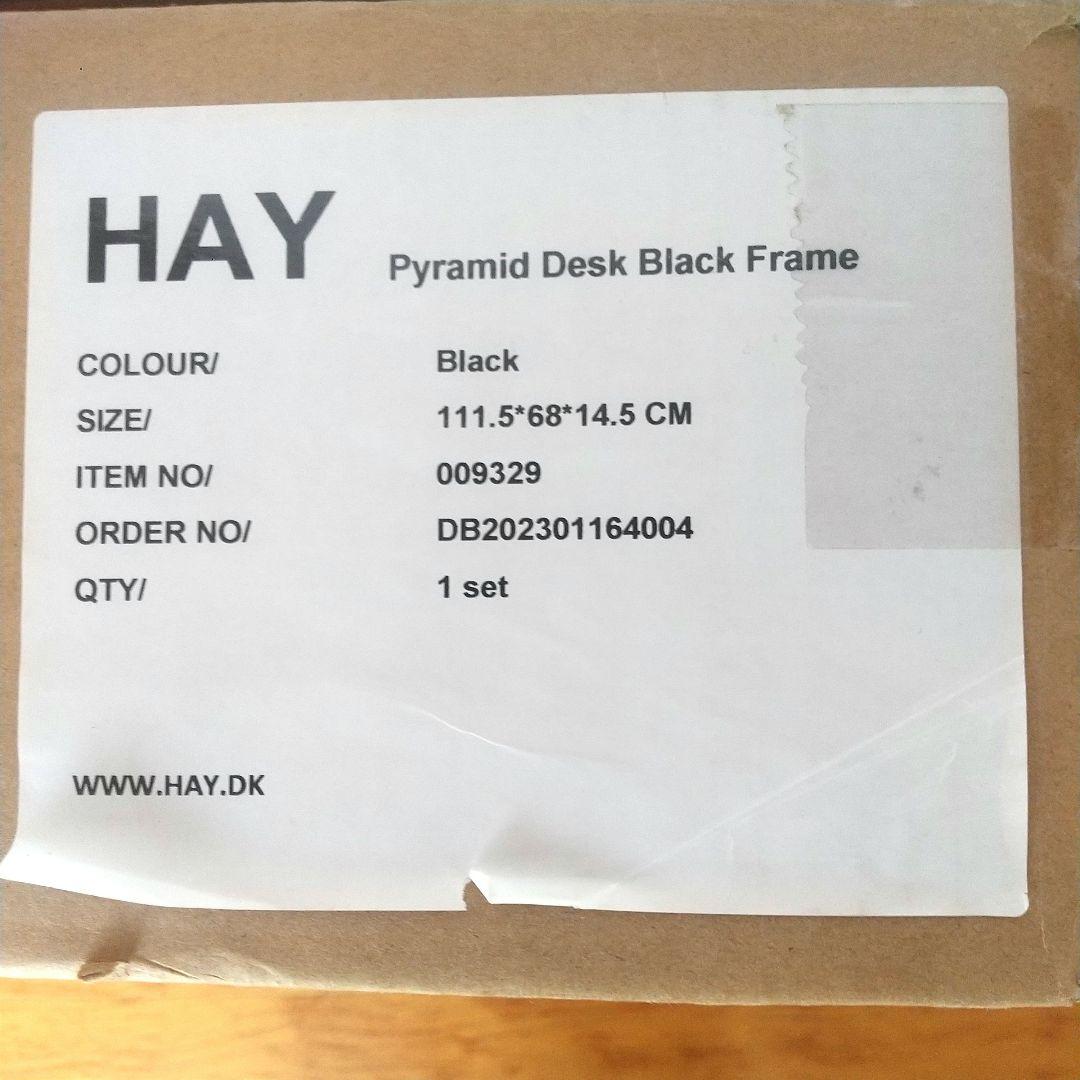 HAY Pyramid Desk Black Frame
COLOUR/ Black
SIZE/ 111.5*68*14.5 CM
ITEM NO/ 009329
ORDER NO/ DB202301164004
QTY/ 1 set
WWW.HAY.DK